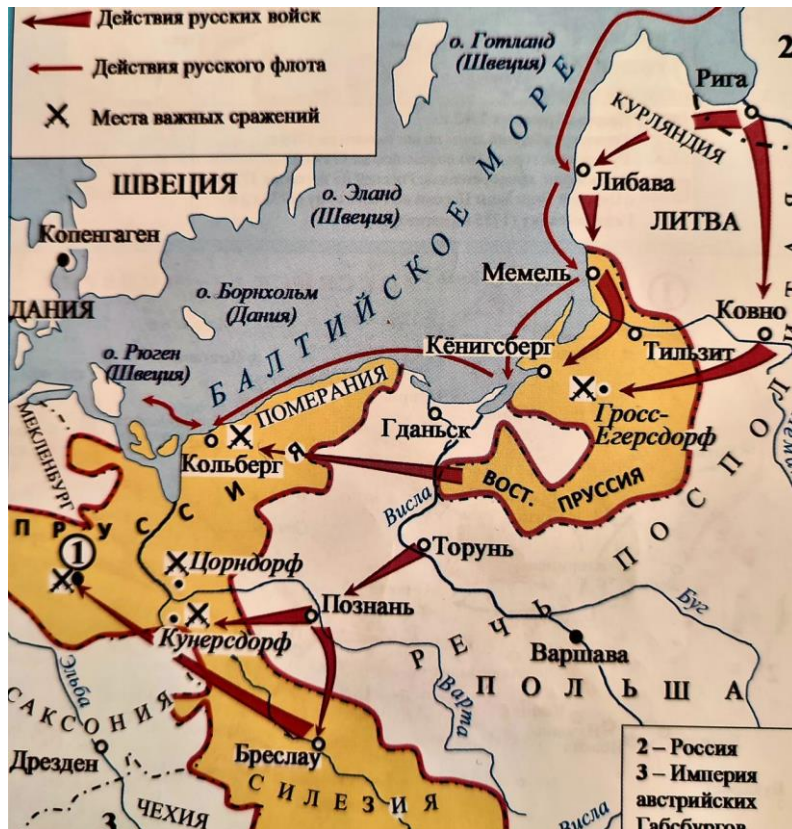 Действия русских войск
Действия русского флота
Места важных сражений
о. Готланд
(Швеция)
2
Рига
КУРЛЯНДИЯ
ШВЕЦИЯ
о. Эланд
(Швеция)
Либава
ЛИТВА
Копенгаген
БАЛТИЙСКОЕ МОРЕ
Мемель
ДАНИЯ
о. Борнхольм
(Дания)
Ковно
Кёнигсберг
Тильзит
о. Рюген
(Швеция)
ПОМЕРАНИЯ
Гросс-
Егерсдорф
Гданьск
МЕКЛЕНБУРГ
Кольберг
ВОСТ. ПРУССИЯ
ПРУССИЯ
Висла
1
Торунь
Цорндорф
Буг
Познань
Кунерсдорф
Варшава
РЕЧЬ ПОСПОЛ
ПОЛЬША
Эльба
Варта
САКСОНИЯ
Дрезден
Бреслау
СИЛЕЗИЯ
3
ЧЕХИЯ
Висла
2 – Россия
3 – Империя
австрийских
Габсбургов